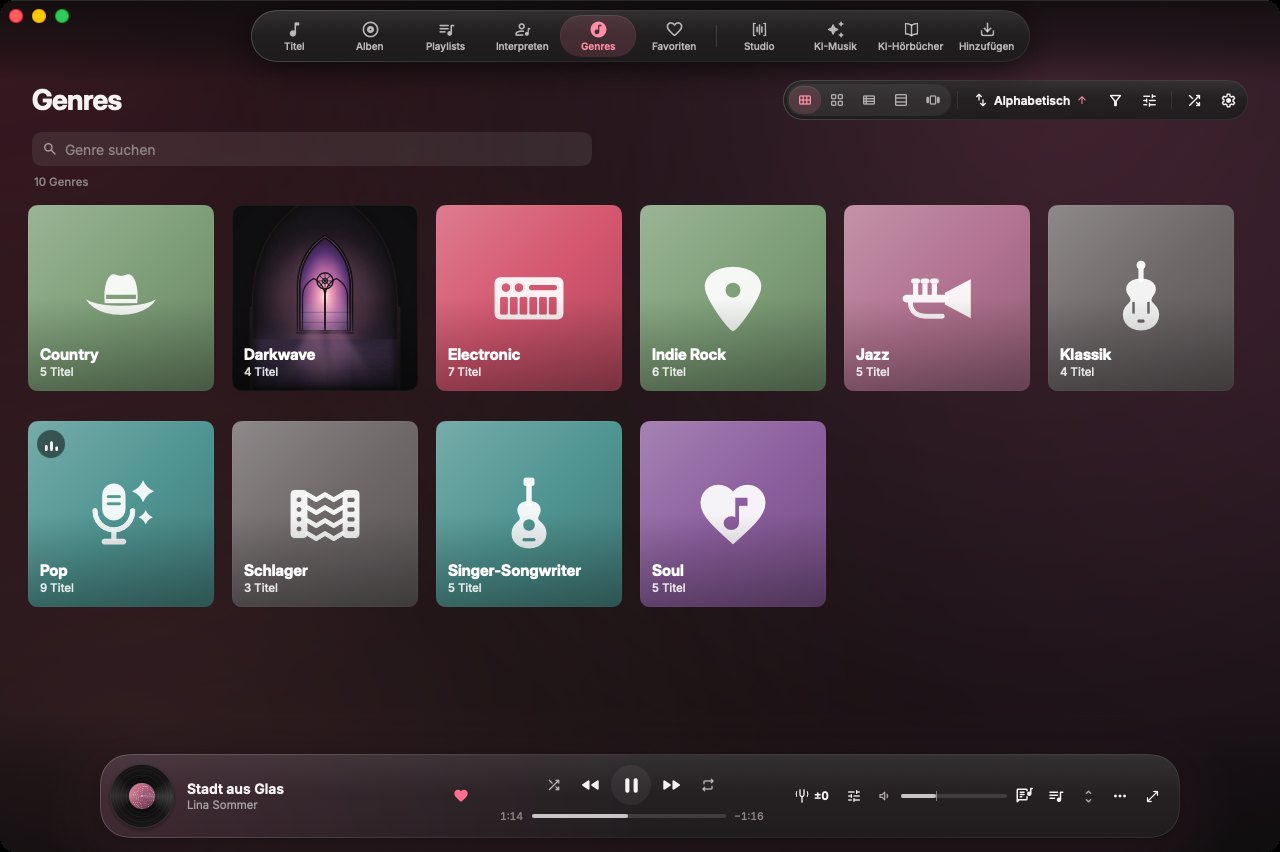 Titel
Alben
Playlists
Interpreten
Genres
Favoriten
Studio
KI-Musik
KI-Hörbücher
Hinzufügen
Genres
Alphabetisch
Genre suchen
10 Genres
Country
5 Titel
Darkwave
4 Titel
Electronic
7 Titel
Indie Rock
6 Titel
Jazz
5 Titel
Klassik
4 Titel
Pop
9 Titel
Schlager
3 Titel
Singer-Songwriter
5 Titel
Soul
5 Titel
Stadt aus Glas
Lina Sommer
1:14
−1:16
±0